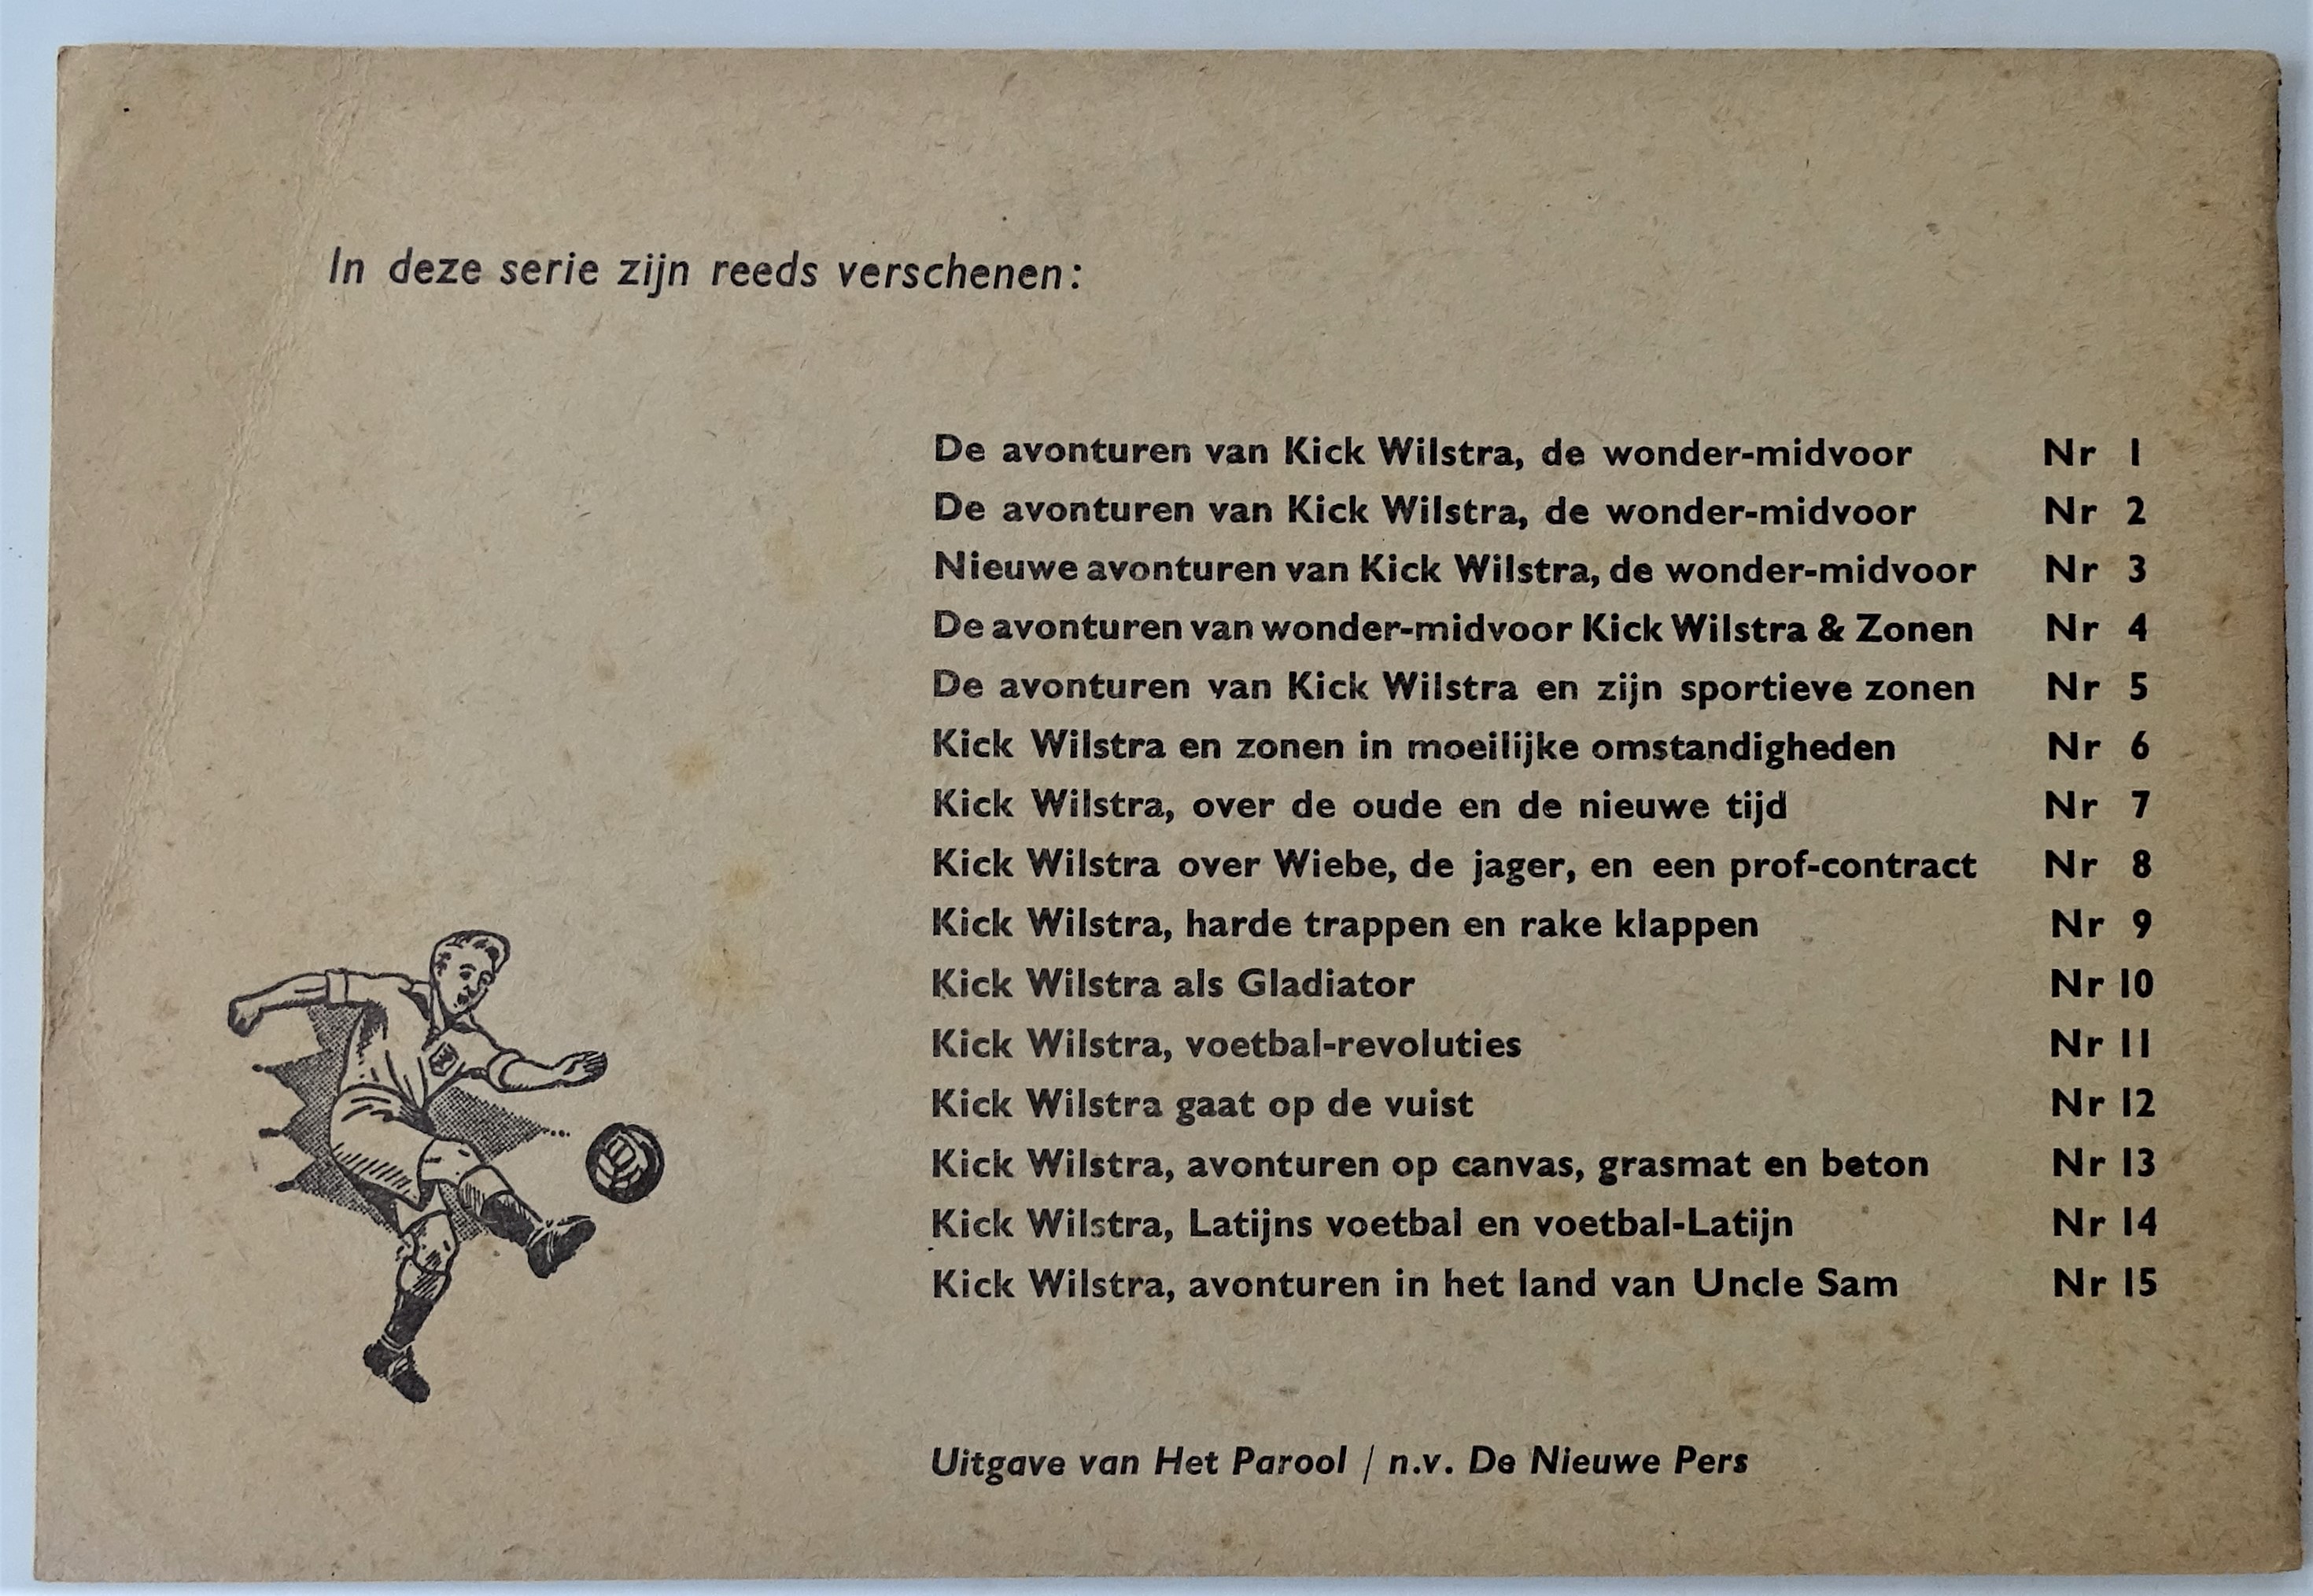 In deze serie zijn reeds verschenen:
De avonturen van Kick Wilstra, de wonder-midvoor Nr 1
De avonturen van Kick Wilstra, de wonder-midvoor Nr 2
Nieuwe avonturen van Kick Wilstra, de wonder-midvoor Nr 3
De avonturen van wonder-midvoor Kick Wilstra & Zonen Nr 4
De avonturen van Kick Wilstra en zijn sportieve zonen Nr 5
Kick Wilstra en zonen in moeilijke omstandigheden Nr 6
Kick Wilstra, over de oude en de nieuwe tijd Nr 7
Kick Wilstra over Wiebe, de jager, en een prof-contract Nr 8
Kick Wilstra, harde trappen en rake klappen Nr 9
Kick Wilstra als Gladiator Nr 10
Kick Wilstra, voetbal-revoluties Nr 11
Kick Wilstra gaat op de vuist Nr 12
Kick Wilstra, avonturen op canvas, grasmat en beton Nr 13
Kick Wilstra, Latijns voetbal en voetbal-Latijn Nr 14
Kick Wilstra, avonturen in het land van Uncle Sam Nr 15
Uitgave van Het Parool / n.v. De Nieuwe Pers